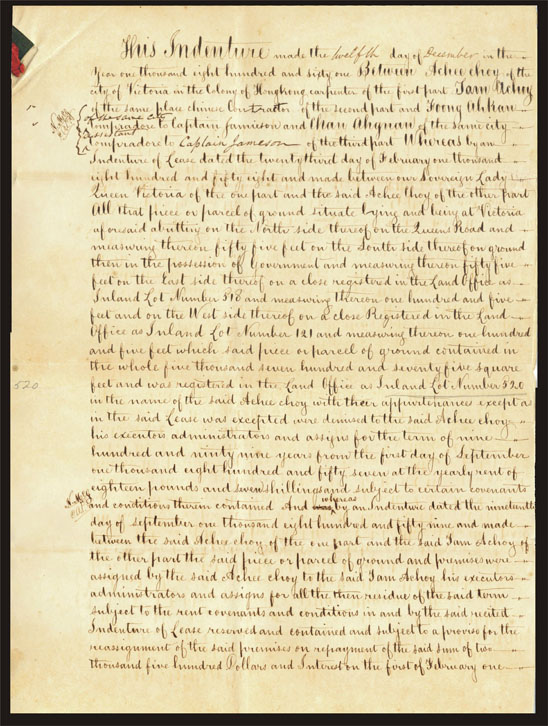 This Indenture made the twelfth day of December in the
Year one thousand eight hundred and sixty one Between Achee choy of the
city of Victoria in the Colony of Hongkong carpenter of the first part Tam Achoy
of the same place chinese Contractor of the second part and Foong Ahkan
of the same city
Compradore to Captain Jamieson and Chan Ahquan of the same city
assistant
Compradore to Captain Jameson of the third part Whereas by an
Indenture of Lease dated the twenty third day of February one thousand
eight hundred and fifty eight and made between our Sovereign Lady
Queen Victoria of the one part and the said Achee Choy of the other part
All that piece or parcel of ground situate lying and being at Victoria
aforesaid abutting on the North side thereof on the Queens Road and
measuring thereon fifty five feet on the South side thereof on ground
then in the possession of Government and measuring thereon fifty five
feet on the East side thereof on a close registered in the Land Office as
Inland Lot Number 518 and measuring thereon one hundred and five
feet and on the West side thereof on a close Registered in the Land
Office as Inland Lot Number 121 and measuring thereon one hundred
and five feet which said piece or parcel of ground contained in
the whole five thousand seven hundred and seventy five square
520
feet and was registered in the Land Office as Inland Lot Number 520
in the name of the said Achee choy with their appurtenances except as
in the said Lease was excepted were demised to the said Achee choy
his executors administrators and assigns for the term of nine
hundred and ninety nine years from the first day of September
one thousand eight hundred and fifty seven at the yearly rent of
eighteen pounds and seven shillings and subject to certain covenants
whereas
and conditions therein contained And by an Indenture dated the nineteenth
day of september one thousand eight hundred and fifty nine and made
between the said Achee choy of the one part and the said Tam Achoy of
the other part the said piece or parcel of ground and premises were
assigned by the said Achee choy to the said Tam Achoy his executors
administrators and assigns for all the then residue of the said term
subject to the rent covenants and conditions in and by the said recited
Indenture of Lease reserved and contained and subject to a proviso for the
reassignment of the said premises on repayment of the said sum of two
thousand five hundred Dollars and Interest on the first of February one